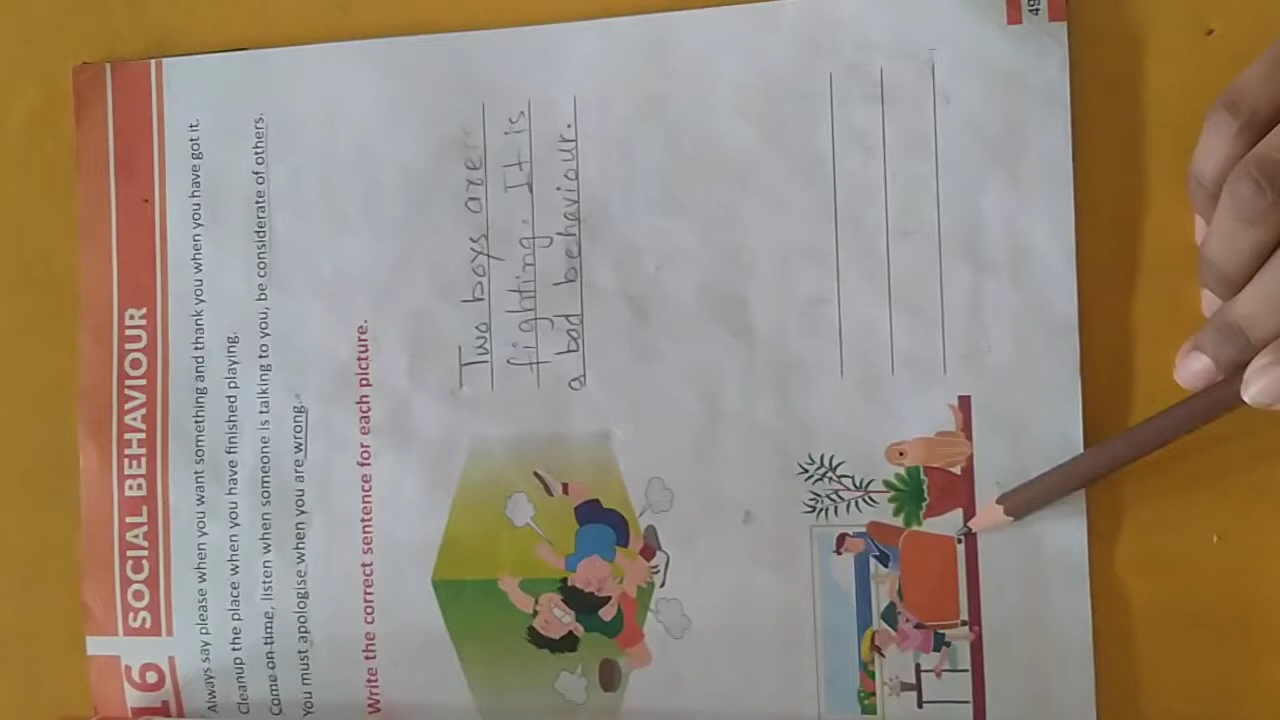 16 SOCIAL BEHAVIOUR
Always say please when you want something and thank you when you have got it.
Cleanup the place when you have finished playing.
Come on time, listen when someone is talking to you, be considerate of others.
You must apologise when you are wrong.
Write the correct sentence for each picture.
Two boys are
fighting. It is
a bad behaviour.
49